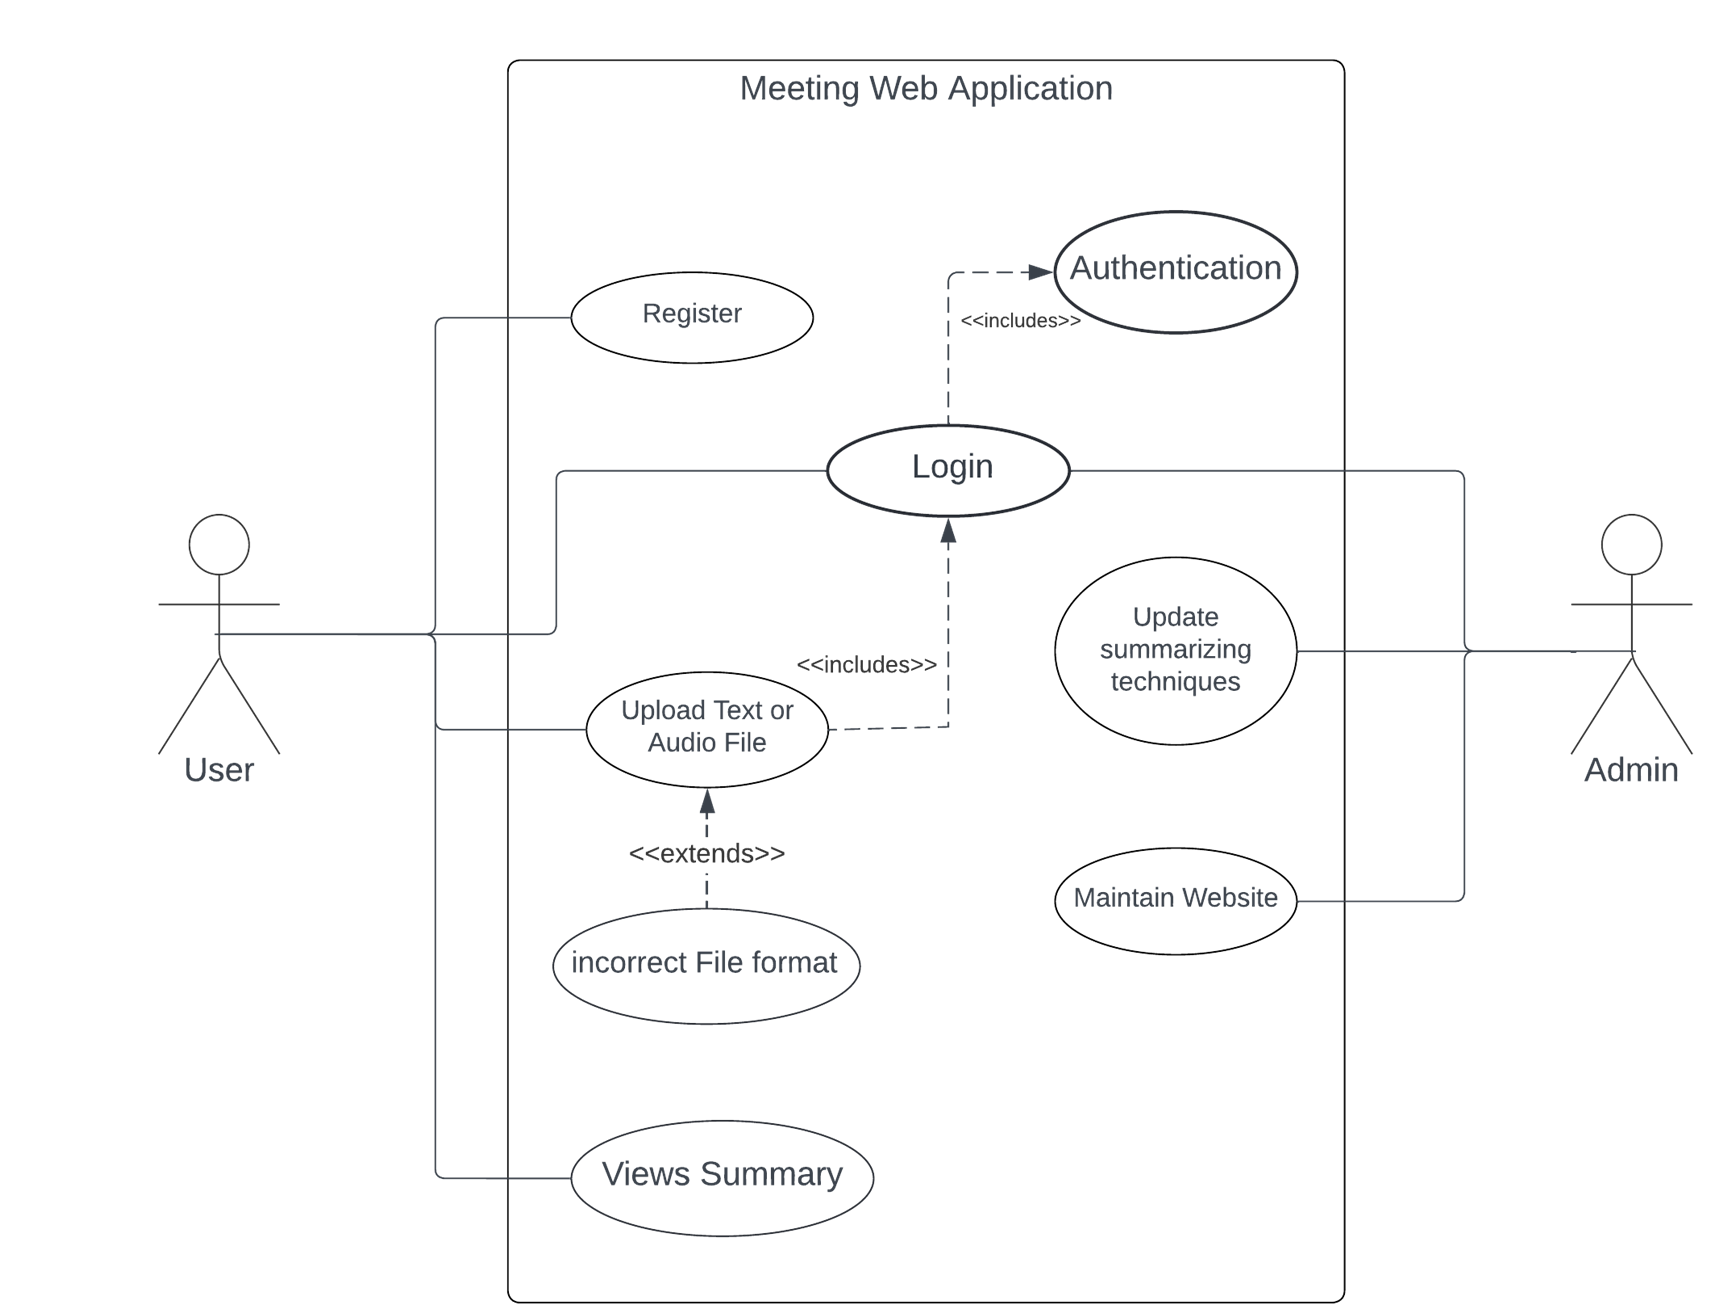 Meeting Web Application
Authentication
Register
<<includes>>
Login
Update
summarizing
techniques
<<includes>>
Upload Text or
Audio File
User
Admin
<<extends>>
Maintain Website
incorrect File format
Views Summary